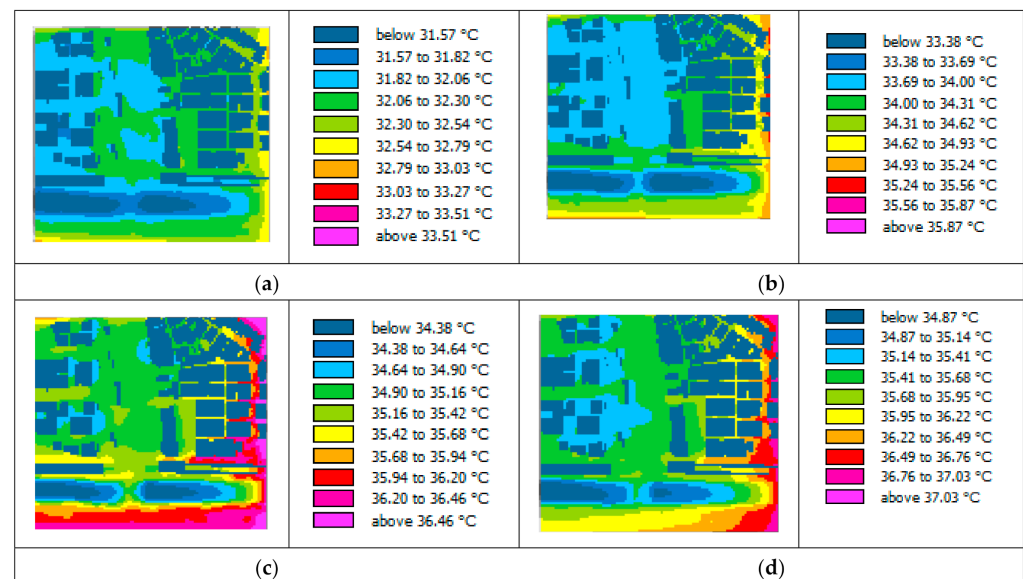 below 31.57 °C
31.57 to 31.82 °C
31.82 to 32.06 °C
32.06 to 32.30 °C
32.30 to 32.54 °C
32.54 to 32.79 °C
32.79 to 33.03 °C
33.03 to 33.27 °C
33.27 to 33.51 °C
above 33.51 °C
(a)
below 33.38 °C
33.38 to 33.69 °C
33.69 to 34.00 °C
34.00 to 34.31 °C
34.31 to 34.62 °C
34.62 to 34.93 °C
34.93 to 35.24 °C
35.24 to 35.56 °C
35.56 to 35.87 °C
above 35.87 °C
(b)
below 34.38 °C
34.38 to 34.64 °C
34.64 to 34.90 °C
34.90 to 35.16 °C
35.16 to 35.42 °C
35.42 to 35.68 °C
35.68 to 35.94 °C
35.94 to 36.20 °C
36.20 to 36.46 °C
above 36.46 °C
(c)
below 34.87 °C
34.87 to 35.14 °C
35.14 to 35.41 °C
35.41 to 35.68 °C
35.68 to 35.95 °C
35.95 to 36.22 °C
36.22 to 36.49 °C
36.49 to 36.76 °C
36.76 to 37.03 °C
above 37.03 °C
(d)